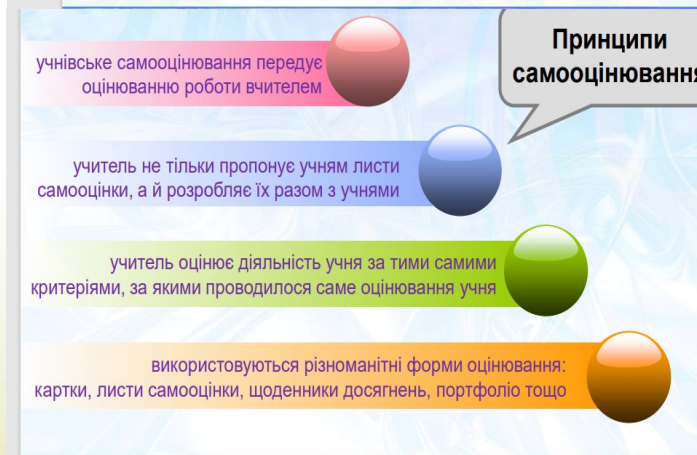 Принципи
самооцінювання
учнівське самооцінювання передує
оцінюванню роботи вчителем
учитель не тільки пропонує учням листи
самооцінки, а й розробляє їх разом з учнями
учитель оцінює діяльність учня за тими самими
критеріями, за якими проводилося саме оцінювання учня
використовуються різноманітні форми оцінювання:
картки, листи самооцінки, щоденники досягнень, портфоліо тощо